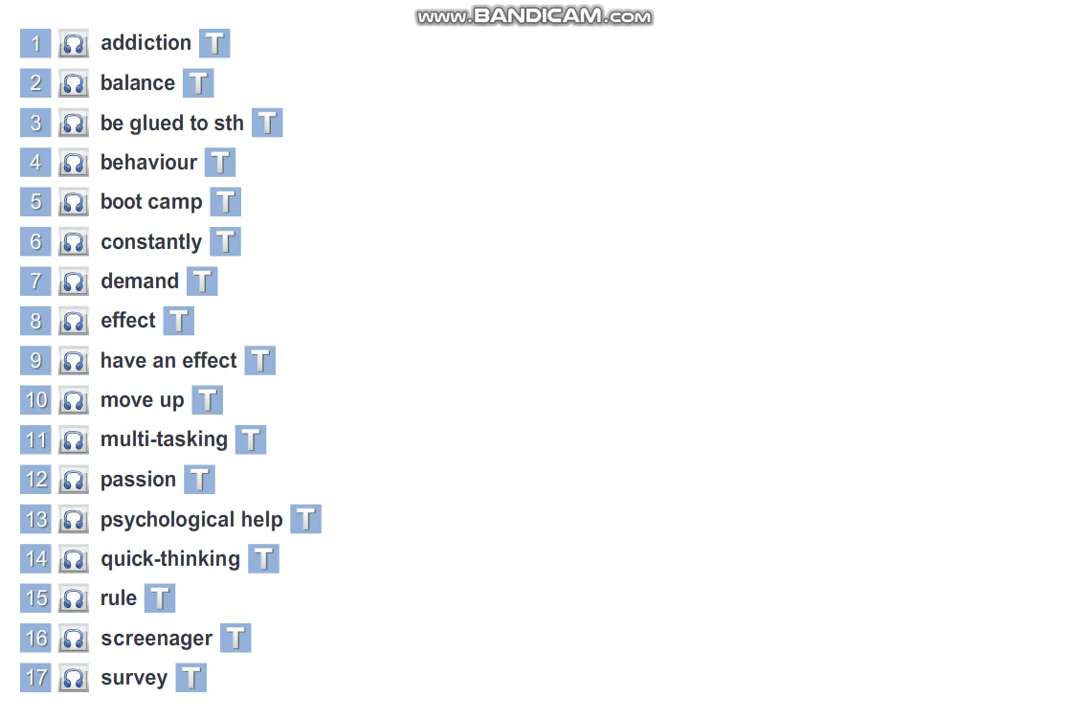 www.BANDICAM.com
1 addiction T
2 balance T
3 be glued to sth T
4 behaviour T
5 boot camp T
6 constantly T
7 demand T
8 effect T
9 have an effect T
10 move up T
11 multi-tasking T
12 passion T
13 psychological help T
14 quick-thinking T
15 rule T
16 screenager T
17 survey T